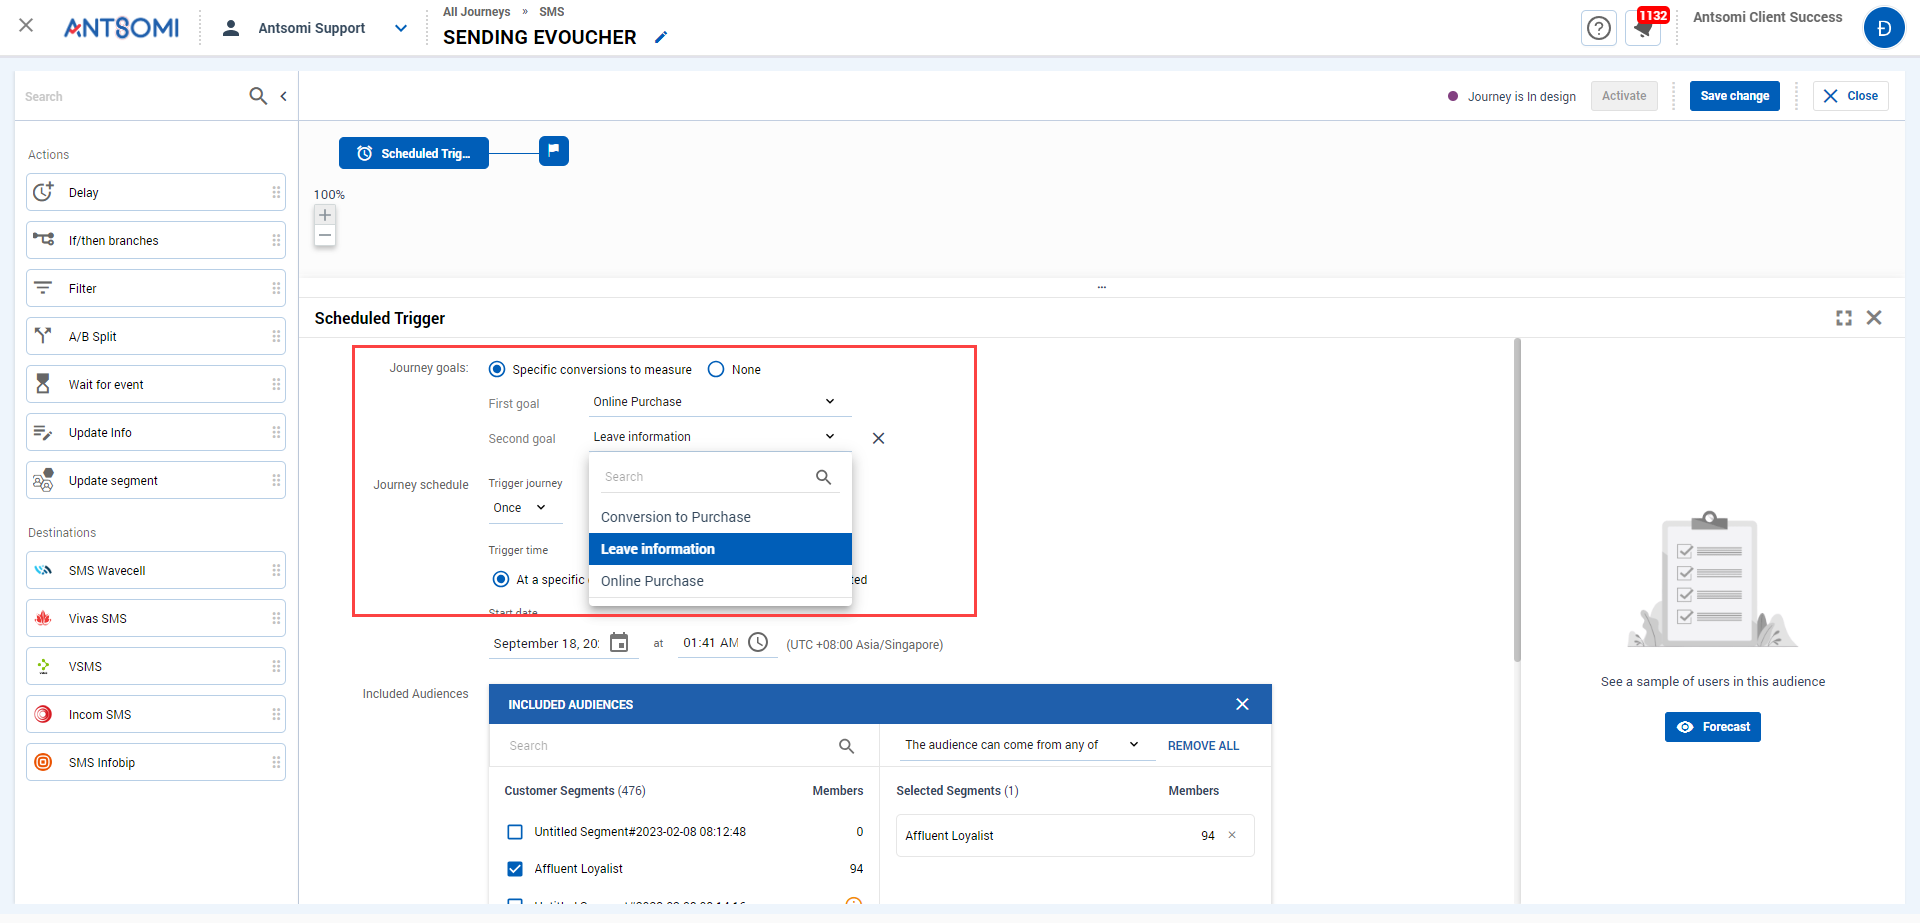 ANTSOMI
Antsomi Support
All Journeys » SMS
SENDING EVOUCHER
1132
Antsomi Client Success
Đ
Search
Journey is In design
Activate
Save change
Close
Actions
Delay
If/then branches
Filter
A/B Split
Wait for event
Update Info
Update segment
Destinations
SMS Wavecell
Vivas SMS
VSMS
Incom SMS
SMS Infobip
Scheduled Trig...
100%
...
Scheduled Trigger
Journey goals:
Specific conversions to measure
None
First goal
Online Purchase
Second goal
Leave information
Search
Conversion to Purchase
Leave information
Online Purchase
Journey schedule
Trigger journey
Once
Trigger time
At a specific
ted
Start date
September 18, 20
at
01:41 AM
(UTC +08:00 Asia/Singapore)
Included Audiences
INCLUDED AUDIENCES
Search
The audience can come from any of
REMOVE ALL
Customer Segments (476)
Members
Selected Segments (1)
Members
Untitled Segment#2023-02-08 08:12:48
0
Affluent Loyalist
94
Affluent Loyalist
94
See a sample of users in this audience
Forecast